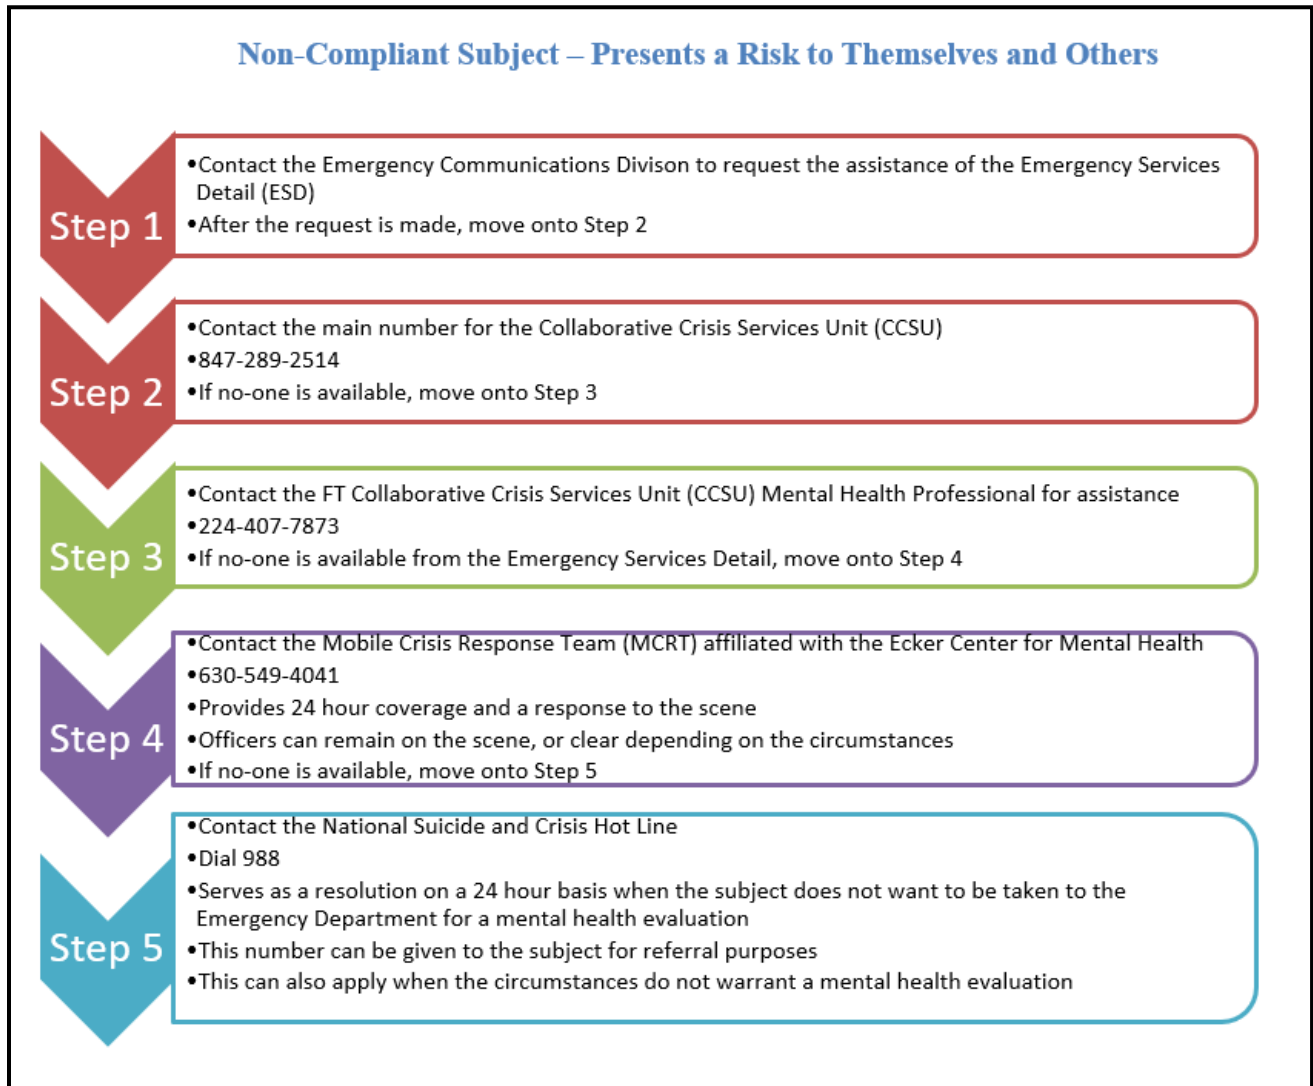 Non-Compliant Subject – Presents a Risk to Themselves and Others
Step 1
•Contact the Emergency Communications Divison to request the assistance of the Emergency Services
Detail (ESD)
•After the request is made, move onto Step 2
Step 2
•Contact the main number for the Collaborative Crisis Services Unit (CCSU)
•847-289-2514
•If no-one is available, move onto Step 3
Step 3
•Contact the FT Collaborative Crisis Services Unit (CCSU) Mental Health Professional for assistance
•224-407-7873
•If no-one is available from the Emergency Services Detail, move onto Step 4
Step 4
•Contact the Mobile Crisis Response Team (MCRT) affiliated with the Ecker Center for Mental Health
•630-549-4041
•Provides 24 hour coverage and a response to the scene
•Officers can remain on the scene, or clear depending on the circumstances
•If no-one is available, move onto Step 5
Step 5
•Contact the National Suicide and Crisis Hot Line
•Dial 988
•Serves as a resolution on a 24 hour basis when the subject does not want to be taken to the
Emergency Department for a mental health evaluation
•This number can be given to the subject for referral purposes
•This can also apply when the circumstances do not warrant a mental health evaluation